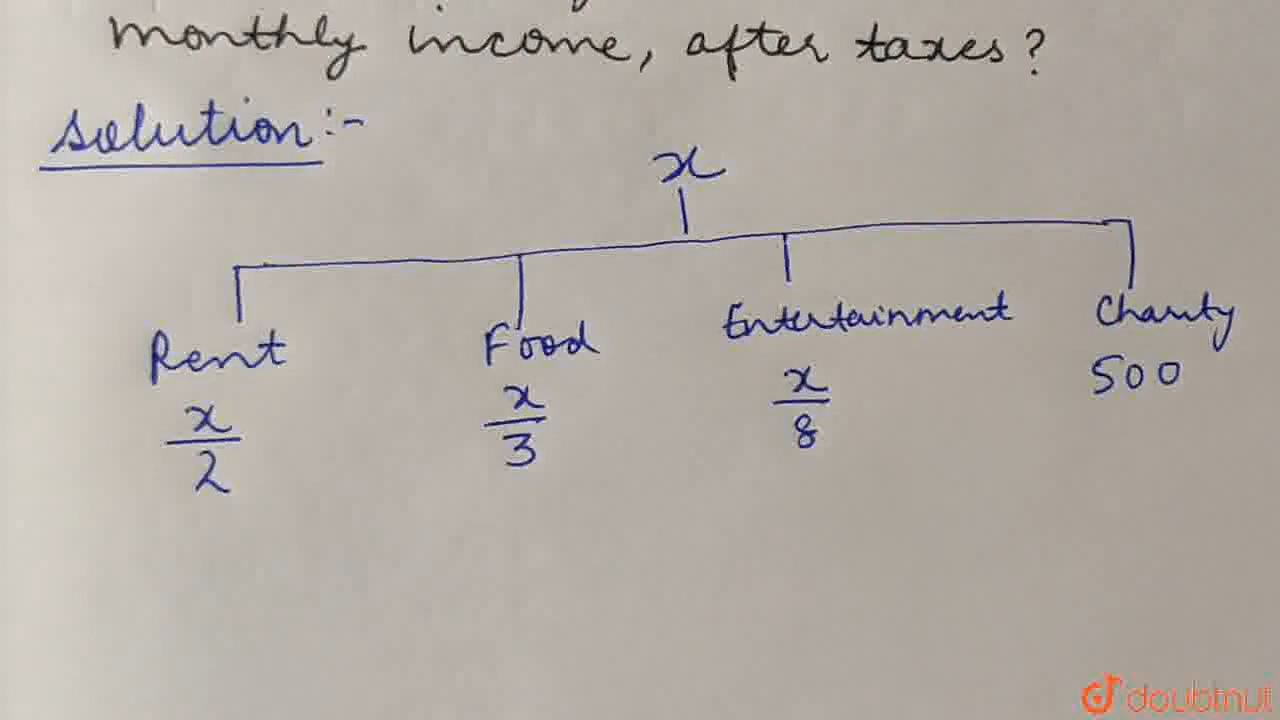 monthly income, after taxes?
Solution:-
x
Rent
x/2
Food
x/3
Entertainment
x/8
Charity
500
doubtnut